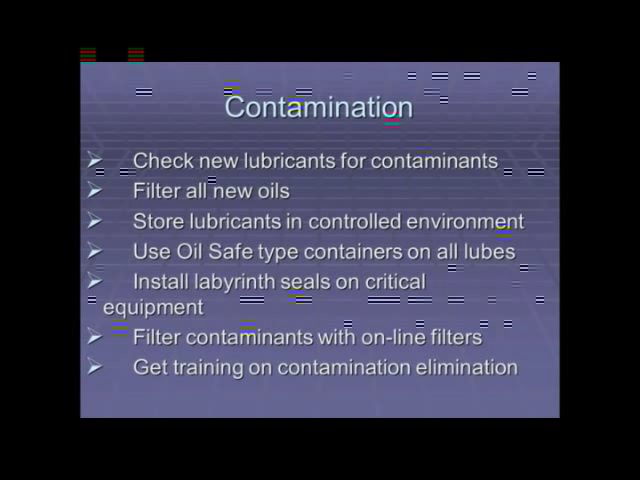 Contamination
Check new lubricants for contaminants
Filter all new oils
Store lubricants in controlled environment
Use Oil Safe type containers on all lubes
Install labyrinth seals on critical
equipment
Filter contaminants with on-line filters
Get training on contamination elimination